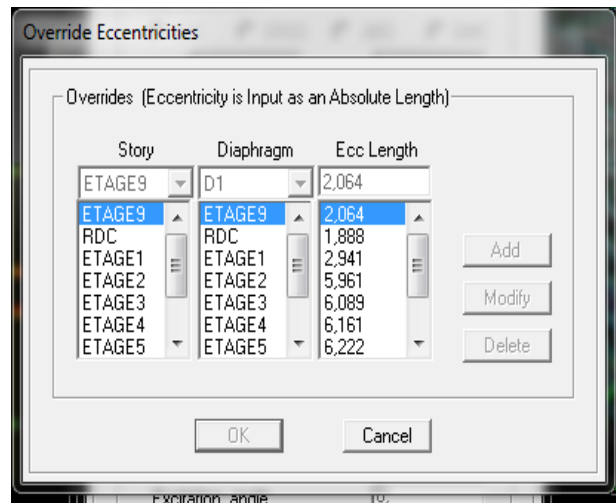 Override Eccentricities
Overrides (Eccentricity is Input as an Absolute Length)
Story Diaphragm Ecc Length
ETAGE9 D1 2,064
ETAGE9 ETAGE9 2,064
RDC RDC 1,888
ETAGE1 ETAGE1 2,941
ETAGE2 ETAGE2 5,961
ETAGE3 ETAGE3 6,089
ETAGE4 ETAGE4 6,161
ETAGE5 ETAGE5 6,222
Add
Modify
Delete
OK Cancel
Excitation angle